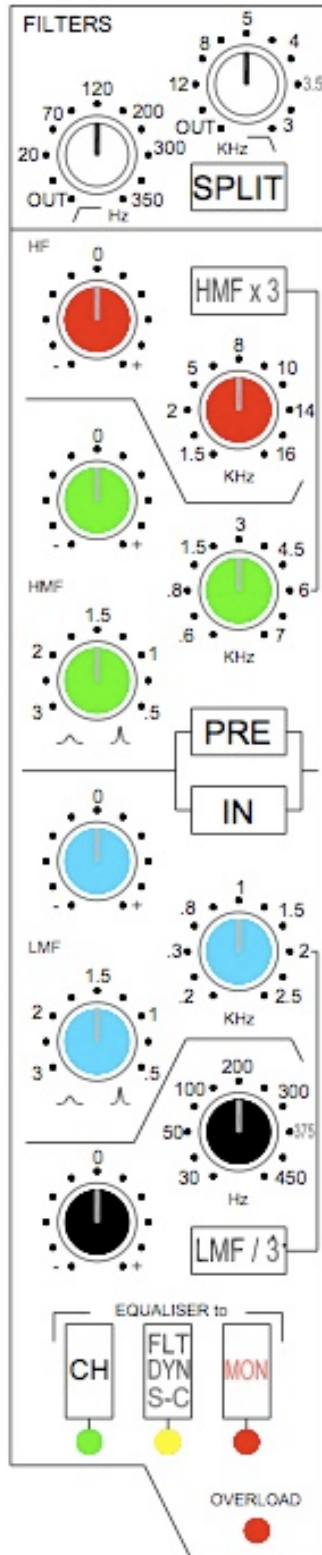 FILTERS
5
8
4
12
3.5
OUT
3
KHz
120
70
200
20
300
OUT
350
Hz
SPLIT
HF
0
-
+
HMF x 3
8
5
10
2
14
1.5
16
KHz
0
-
+
3
1.5
4.5
.8
6
.6
7
KHz
HMF
1.5
2
1
3
.5
PRE
IN
0
-
+
1
.8
1.5
.3
2
.2
2.5
KHz
LMF
1.5
2
1
3
.5
200
100
300
50
375
30
450
Hz
0
-
+
LMF / 3
EQUALISER to
CH
FLT
DYN
S-C
MON
OVERLOAD